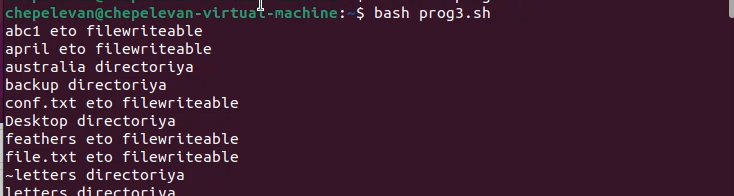 chepelevan@chepelevan-virtual-machine:~$ bash prog3.sh
abc1 eto filewriteable
april eto filewriteable
australia directoriya
backup directoriya
conf.txt eto filewriteable
Desktop directoriya
feathers eto filewriteable
file.txt eto filewriteable
~letters directoriya
letters directoriya